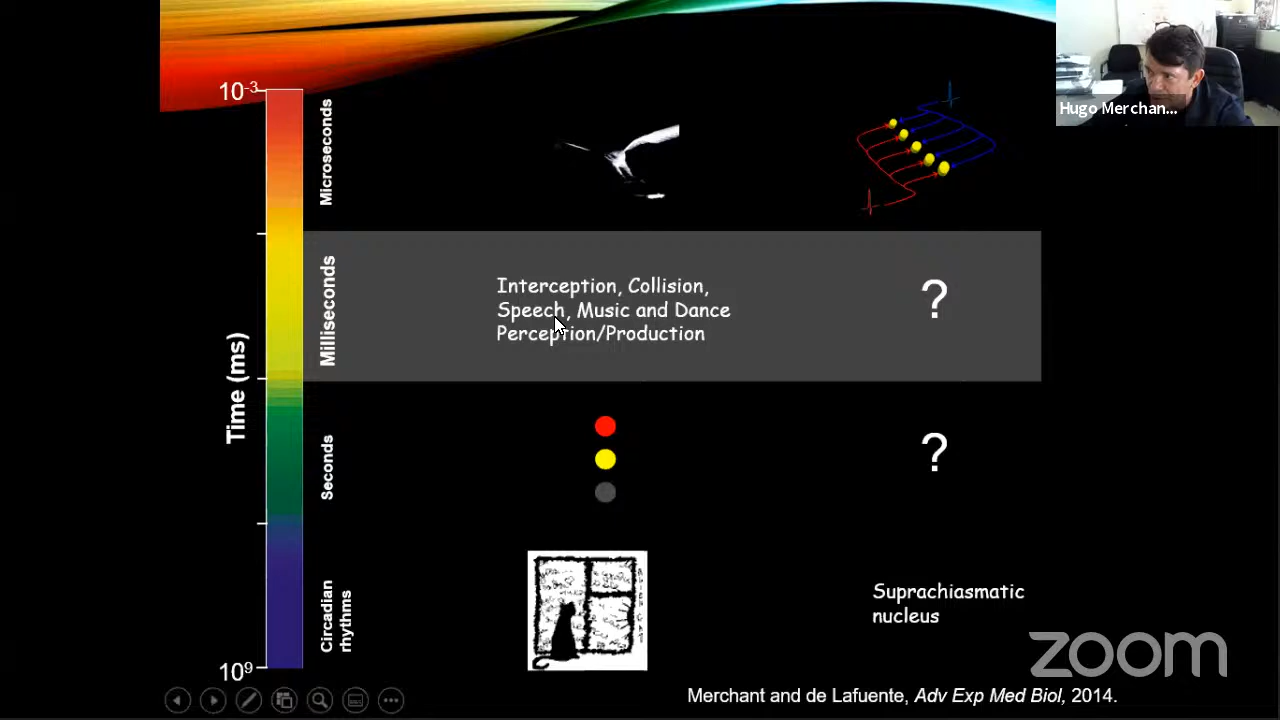 Hugo Merchan...
10-3
Microseconds
Interception, Collision,
Speech, Music and Dance
Perception/Production
?
Milliseconds
Time (ms)
Seconds
?
Circadian
rhythms
Suprachiasmatic
nucleus
109
zoom
Merchant and de Lafuente, Adv Exp Med Biol, 2014.